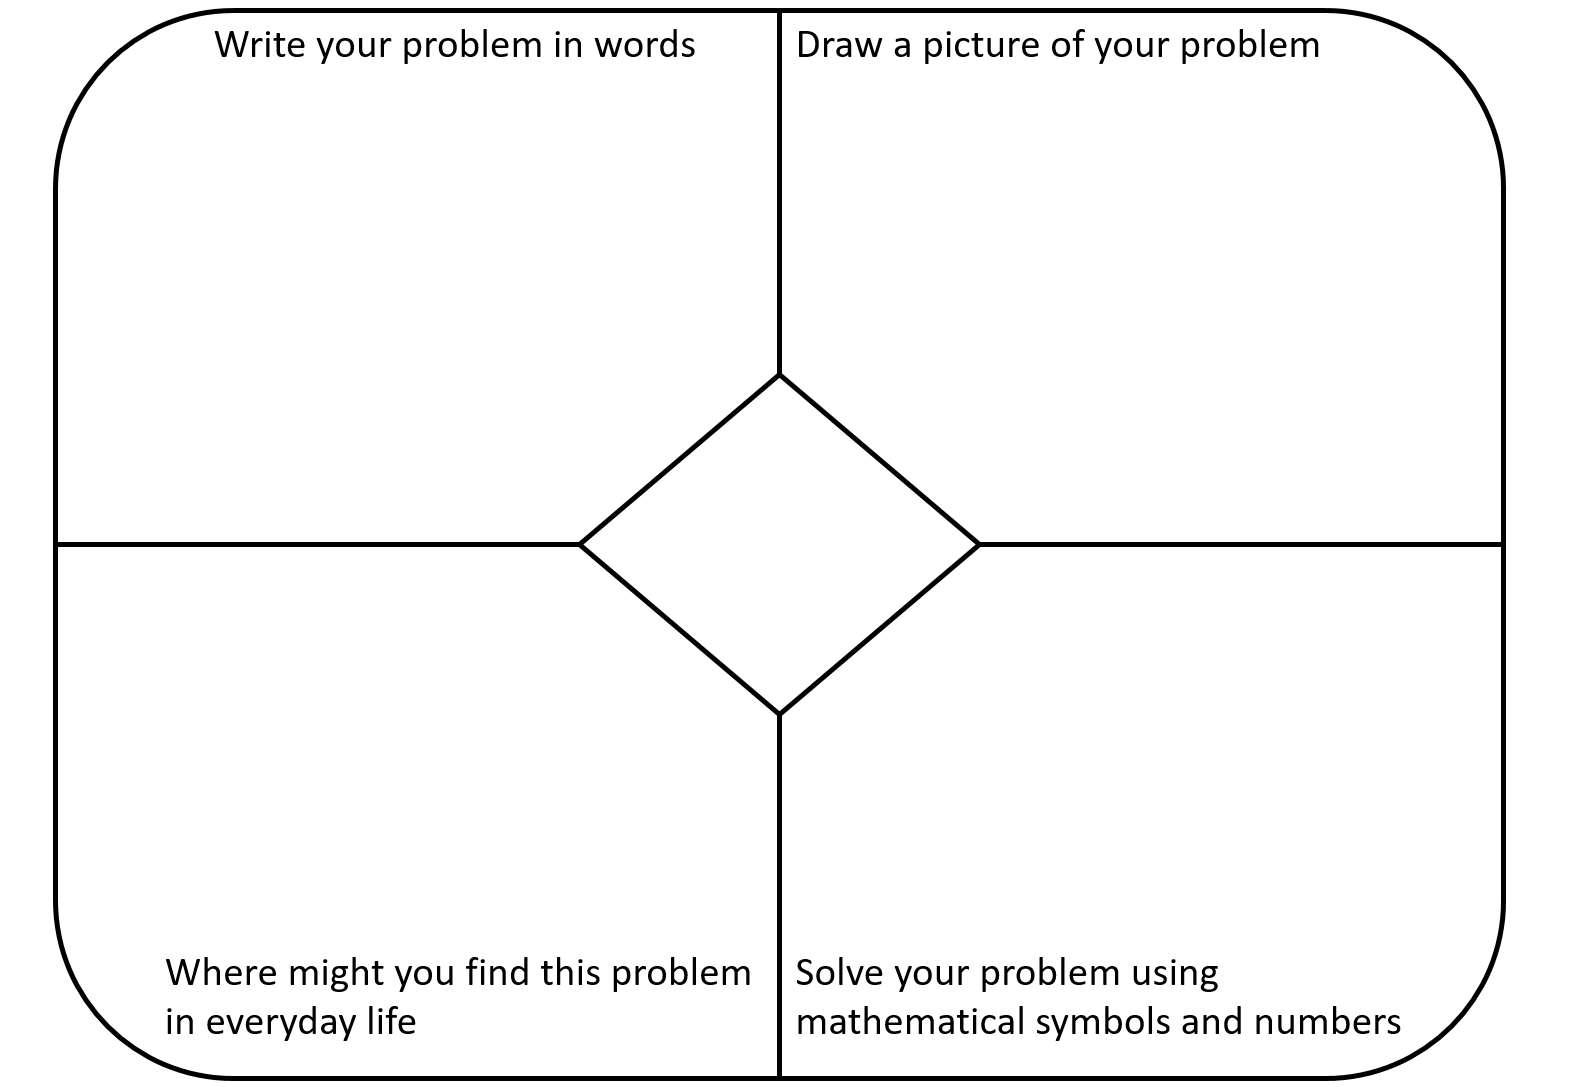 Write your problem in words
Draw a picture of your problem
Where might you find this problem
in everyday life
Solve your problem using
mathematical symbols and numbers